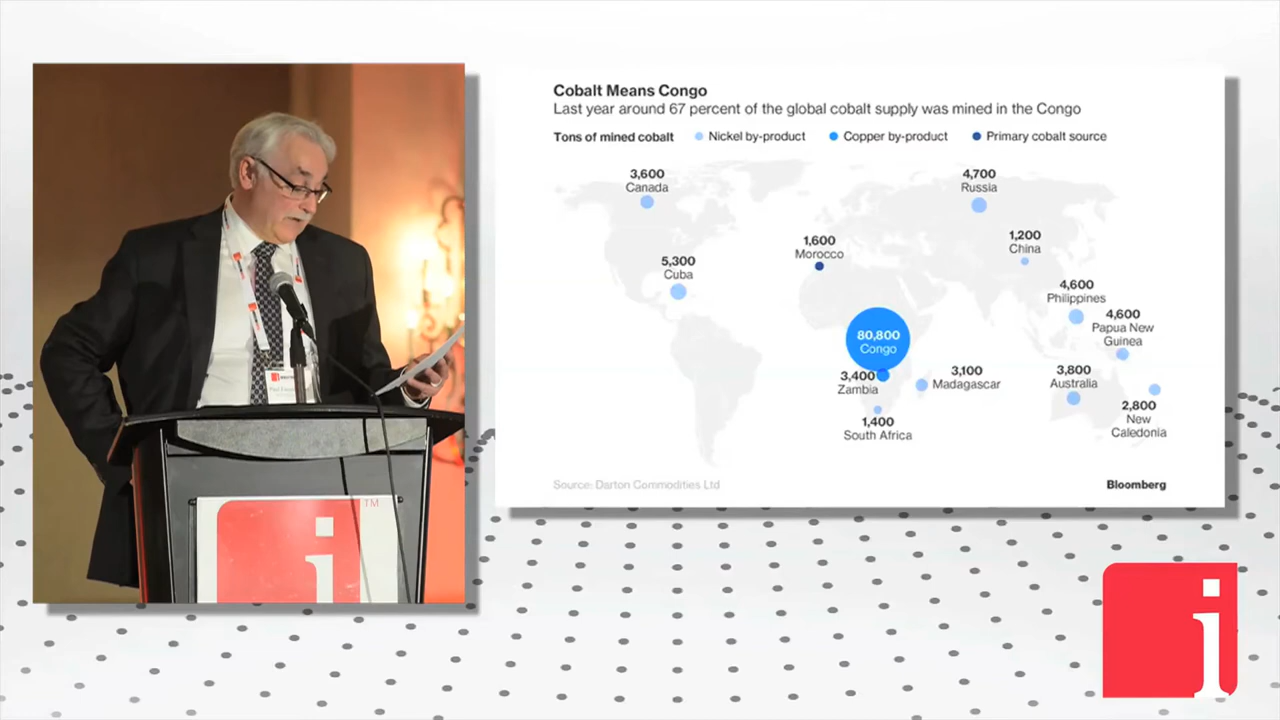 Cobalt Means Congo
Last year around 67 percent of the global cobalt supply was mined in the Congo
Tons of mined cobalt
Nickel by-product
Copper by-product
Primary cobalt source
3,600
Canada
4,700
Russia
1,600
Morocco
1,200
China
5,300
Cuba
4,600
Philippines
4,600
Papua New
Guinea
80,800
Congo
3,400
Zambia
3,100
Madagascar
3,800
Australia
1,400
South Africa
2,800
New
Caledonia
Source: Darton Commodities Ltd
Bloomberg
i
TM
i